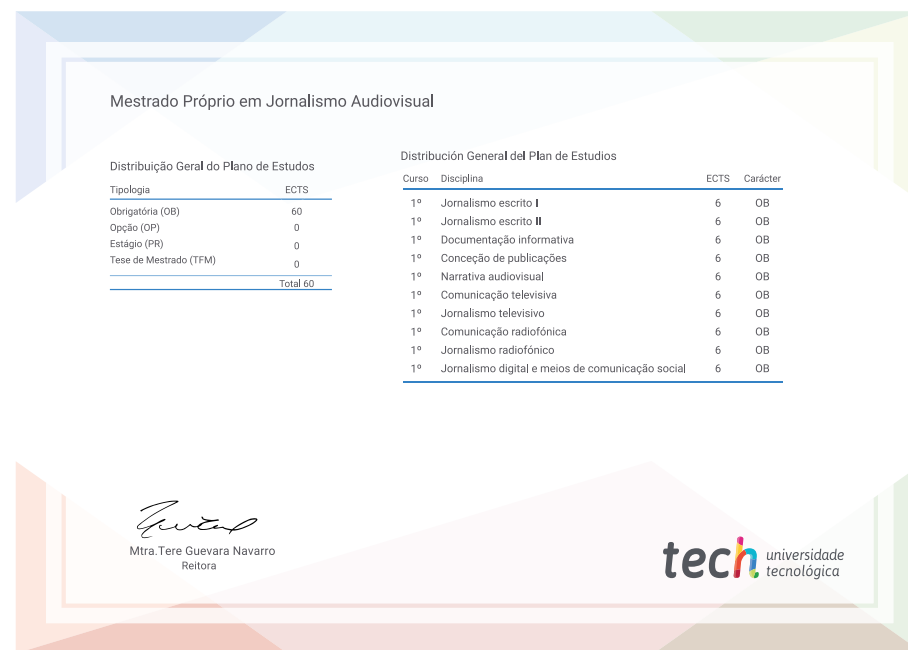 Mestrado Próprio em Jornalismo Audiovisual
Distribuição Geral do Plano de Estudos
Tipologia ECTS
Obrigatória (OB) 60
Opção (OP) 0
Estágio (PR) 0
Tese de Mestrado (TFM) 0
Total 60
Distribución General del Plan de Estudios
Curso Disciplina ECTS Carácter
1º Jornalismo escrito I 6 OB
1º Jornalismo escrito II 6 OB
1º Documentação informativa 6 OB
1º Conceção de publicações 6 OB
1º Narrativa audiovisual 6 OB
1º Comunicação televisiva 6 OB
1º Jornalismo televisivo 6 OB
1º Comunicação radiofónica 6 OB
1º Jornalismo radiofónico 6 OB
1º Jornalismo digital e meios de comunicação social 6 OB
Mtra.Tere Guevara Navarro
Reitora
tech universidade
tecnológica